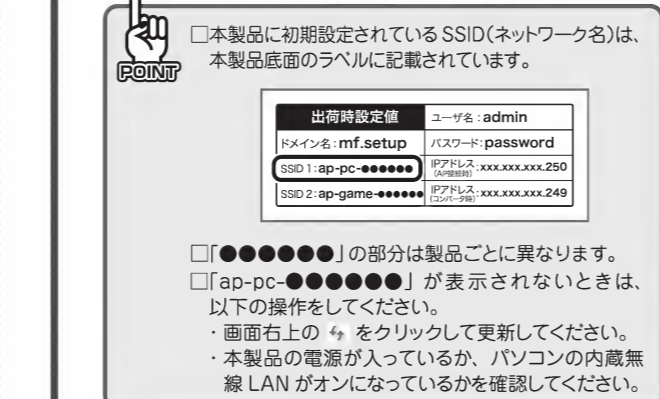 POINT
□本製品に初期設定されている SSID（ネットワーク名）は、
本製品底面のラベルに記載されています。
出荷時設定値 ユーザ名：admin
ドメイン名：mf.setup パスワード：password
SSID 1：ap-pc-●●●●●● IPアドレス（AP接続時）：xxx.xxx.xxx.250
SSID 2：ap-game-●●●●●● IPアドレス（コンバータ時）：xxx.xxx.xxx.249
□「●●●●●●」の部分は製品ごとに異なります。
□「ap-pc-●●●●●●」が表示されないときは、
以下の操作をしてください。
・画面右上の をクリックして更新してください。
・本製品の電源が入っているか、パソコンの内蔵無
線 LAN がオンになっているかを確認してください。